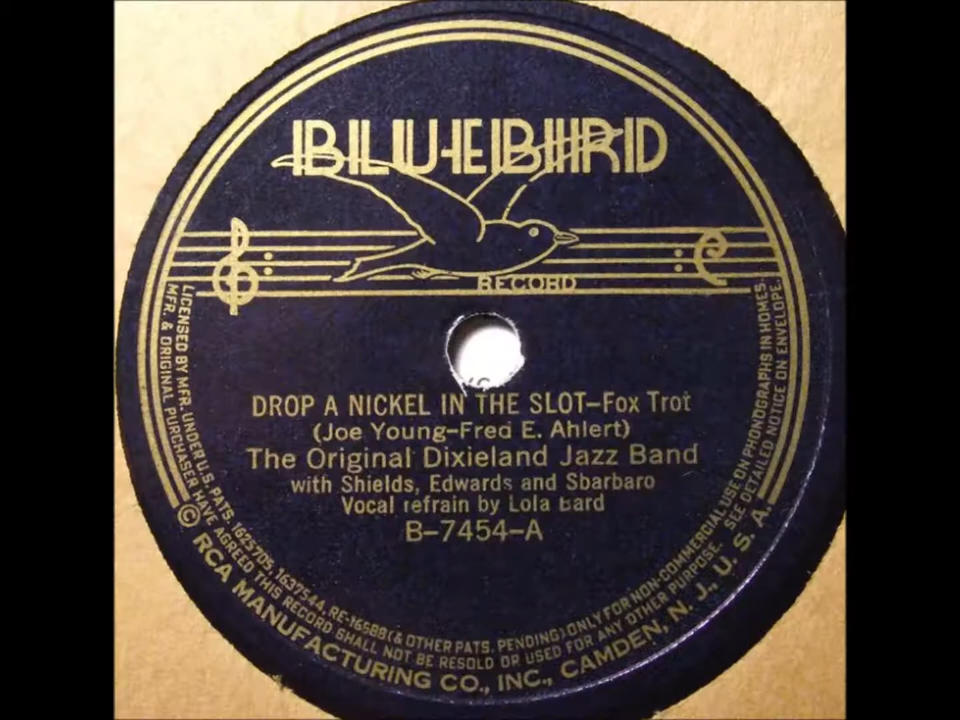 BLUEBIRD
RECORD
DROP A NICKEL IN THE SLOT–Fox Trot
(Joe Young–Fred E. Ahlert)
The Original Dixieland Jazz Band
with Shields, Edwards and Sbarbaro
Vocal refrain by Lola Bard
B–7454–A
LICENSED BY MFR. UNDER U.S. PATS. 1625705, 1637544, RE-16588 (& OTHER PATS. PENDING) ONLY FOR NON-COMMERCIAL USE ON PHONOGRAPHS IN HOMES.
MFR. & ORIGINAL PURCHASER HAVE AGREED THIS RECORD SHALL NOT BE RESOLD OR USED FOR ANY OTHER PURPOSE. SEE DETAILED NOTICE ON ENVELOPE.
© RCA MANUFACTURING CO., INC., CAMDEN, N. J., U. S. A.